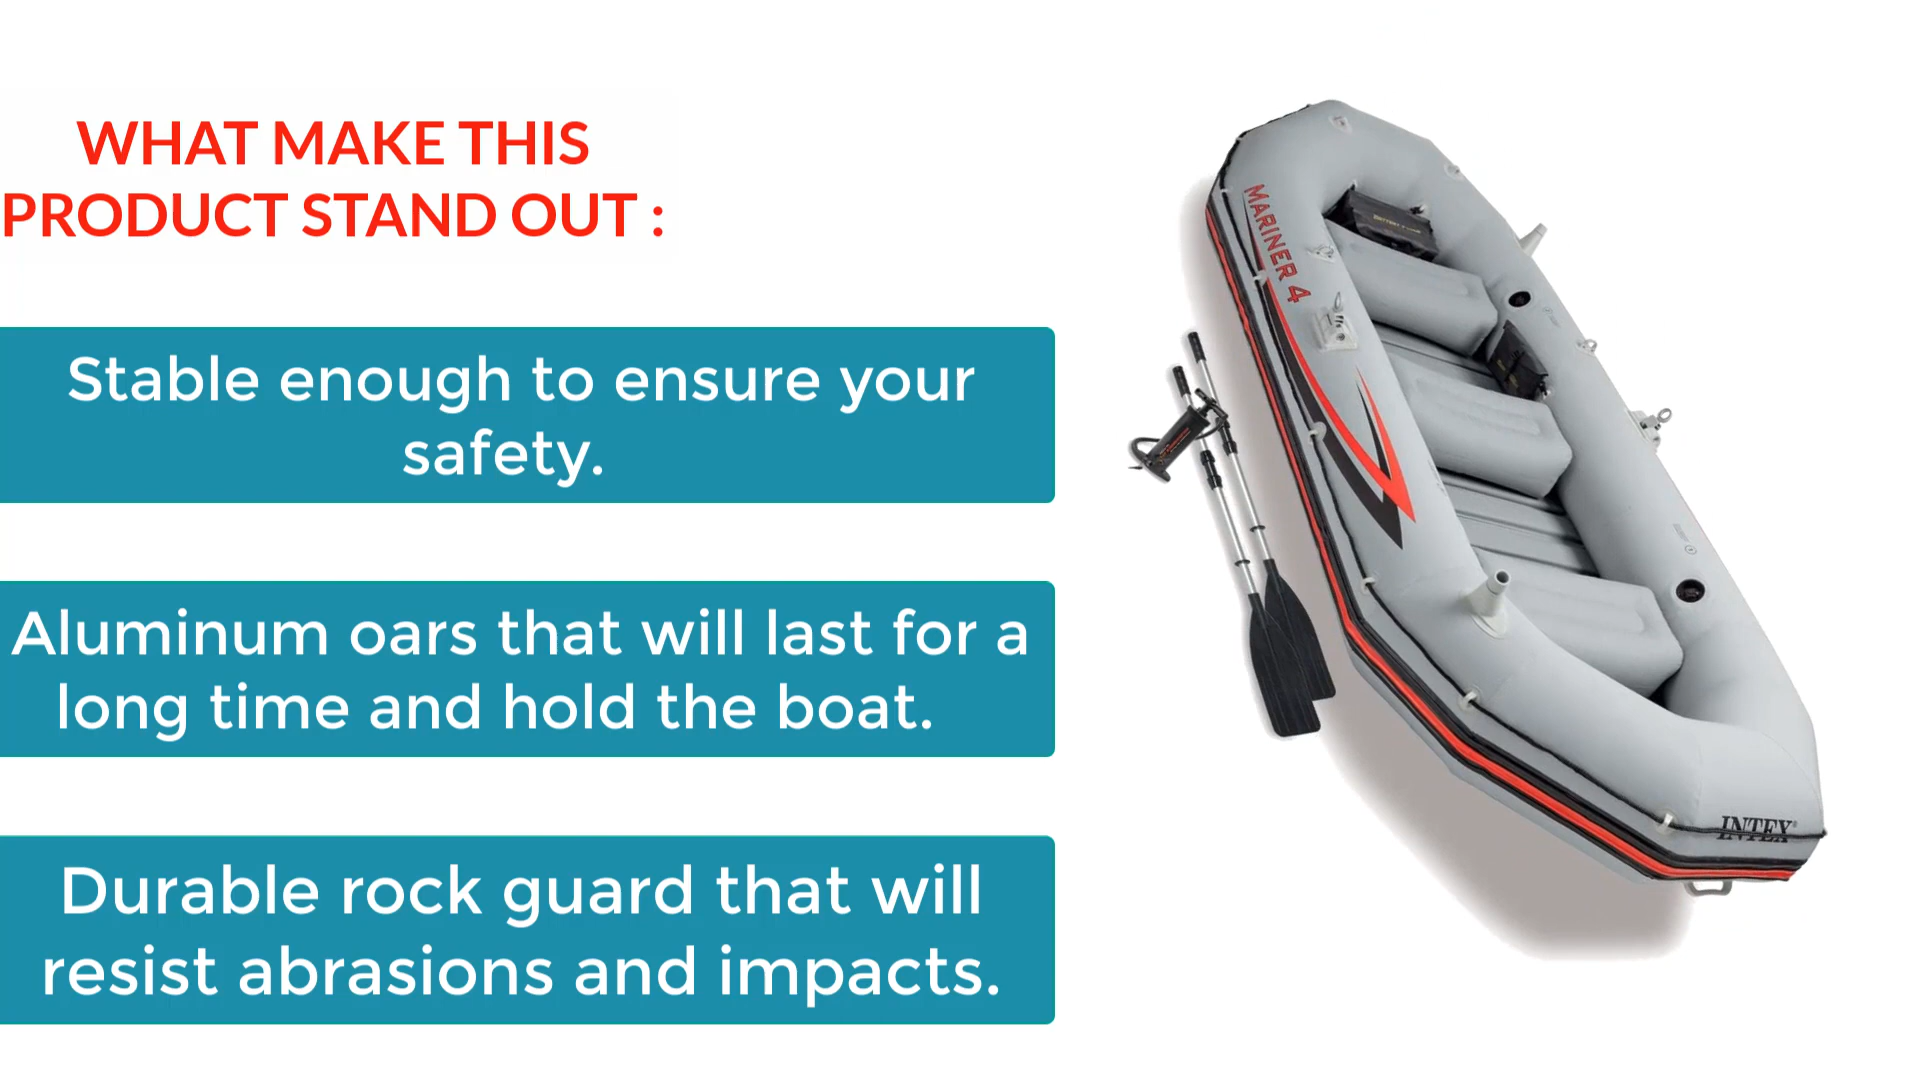 WHAT MAKE THIS
PRODUCT STAND OUT :
Stable enough to ensure your
safety.
Aluminum oars that will last for a
long time and hold the boat.
Durable rock guard that will
resist abrasions and impacts.
MARINER 4
INTEX